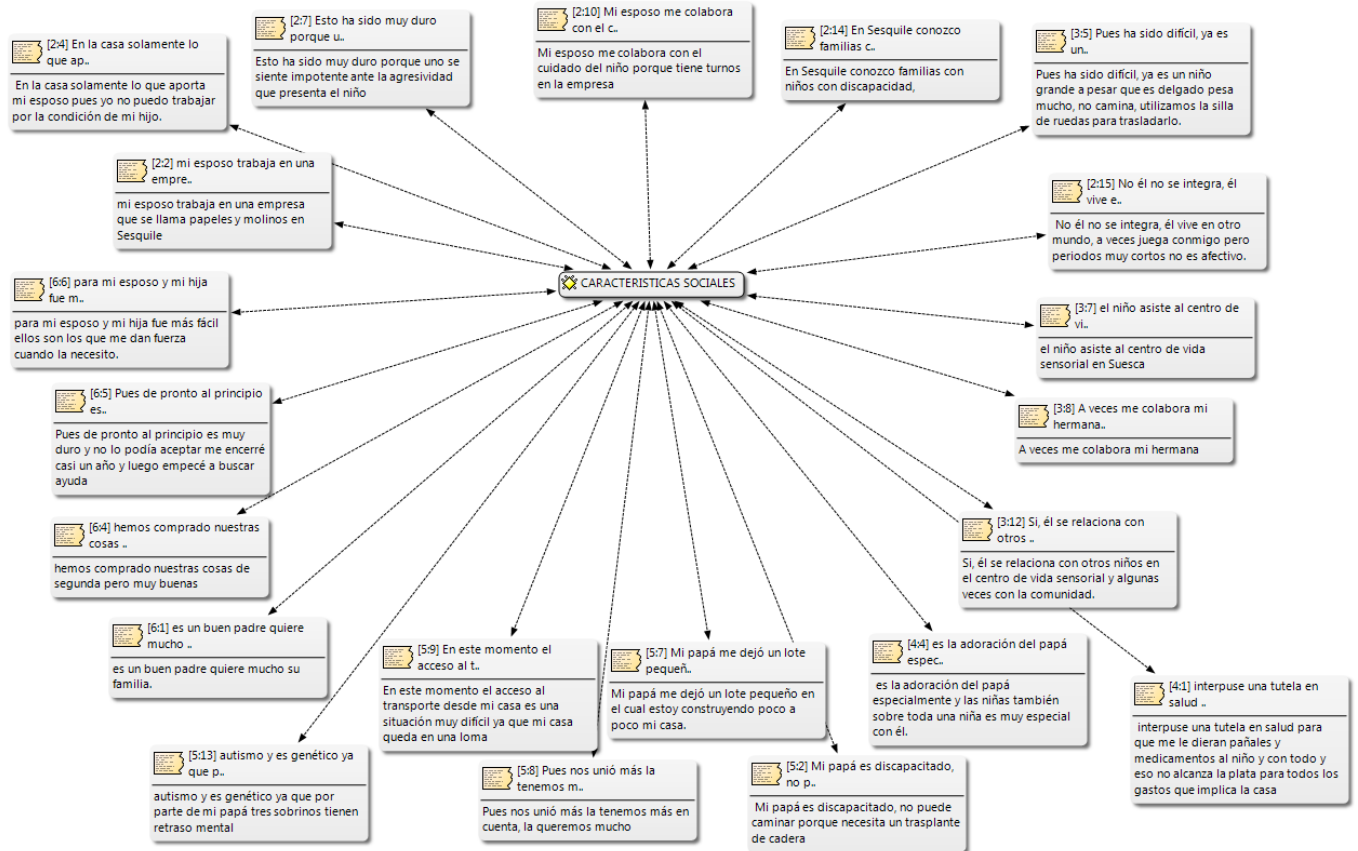 [2:4] En la casa solamente lo
que ap..
En la casa solamente lo que aporta
mi esposo pues yo no puedo trabajar
por la condición de mi hijo.
[2:7] Esto ha sido muy duro
porque u..
Esto ha sido muy duro porque uno se
siente impotente ante la agresividad
que presenta el niño
[2:10] Mi esposo me colabora
con el c..
Mi esposo me colabora con el
cuidado del niño porque tiene turnos
en la empresa
[2:14] En Sesquile conozco
familias c..
En Sesquile conozco familias con
niños con discapacidad,
[3:5] Pues ha sido difícil, ya es
un..
Pues ha sido difícil, ya es un niño
grande a pesar que es delgado pesa
mucho, no camina, utilizamos la silla
de ruedas para trasladarlo.
[2:2] mi esposo trabaja en una
empre..
mi esposo trabaja en una empresa
que se llama papeles y molinos en
Sesquile
[2:15] No él no se integra, él
vive e..
No él no se integra, él vive en otro
mundo, a veces juega conmigo pero
periodos muy cortos no es afectivo.
CARACTERISTICAS SOCIALES
[6:6] para mi esposo y mi hija
fue m..
para mi esposo y mi hija fue más fácil
ellos son los que me dan fuerza
cuando la necesito.
[3:7] el niño asiste al centro de
vi..
el niño asiste al centro de vida
sensorial en Suesca
[6:5] Pues de pronto al principio
es..
Pues de pronto al principio es muy
duro y no lo podía aceptar me encerré
casi un año y luego empecé a buscar
ayuda
[3:8] A veces me colabora mi
hermana..
A veces me colabora mi hermana
[6:4] hemos comprado nuestras
cosas ..
hemos comprado nuestras cosas de
segunda pero muy buenas
[3:12] Si, él se relaciona con
otros ..
Si, él se relaciona con otros niños en
el centro de vida sensorial y algunas
veces con la comunidad.
[6:1] es un buen padre quiere
mucho ..
es un buen padre quiere mucho su
familia.
[5:9] En este momento el
acceso al t..
En este momento el acceso al
transporte desde mi casa es una
situación muy difícil ya que mi casa
queda en una loma
[5:7] Mi papá me dejó un lote
pequeñ..
Mi papá me dejó un lote pequeño en
el cual estoy construyendo poco a
poco mi casa.
[4:4] es la adoración del papá
espec..
es la adoración del papá
especialmente y las niñas también
sobre toda una niña es muy especial
con él.
[4:1] interpuse una tutela en
salud ..
interpuse una tutela en salud para
que me le dieran pañales y
medicamentos al niño y con todo y
eso no alcanza la plata para todos los
gastos que implica la casa
[5:13] autismo y es genético ya
que p..
autismo y es genético ya que por
parte de mi papá tres sobrinos tienen
retraso mental
[5:8] Pues nos unió más la
tenemos m..
Pues nos unió más la tenemos más en
cuenta, la queremos mucho
[5:2] Mi papá es discapacitado,
no p..
Mi papá es discapacitado, no puede
caminar porque necesita un trasplante
de cadera